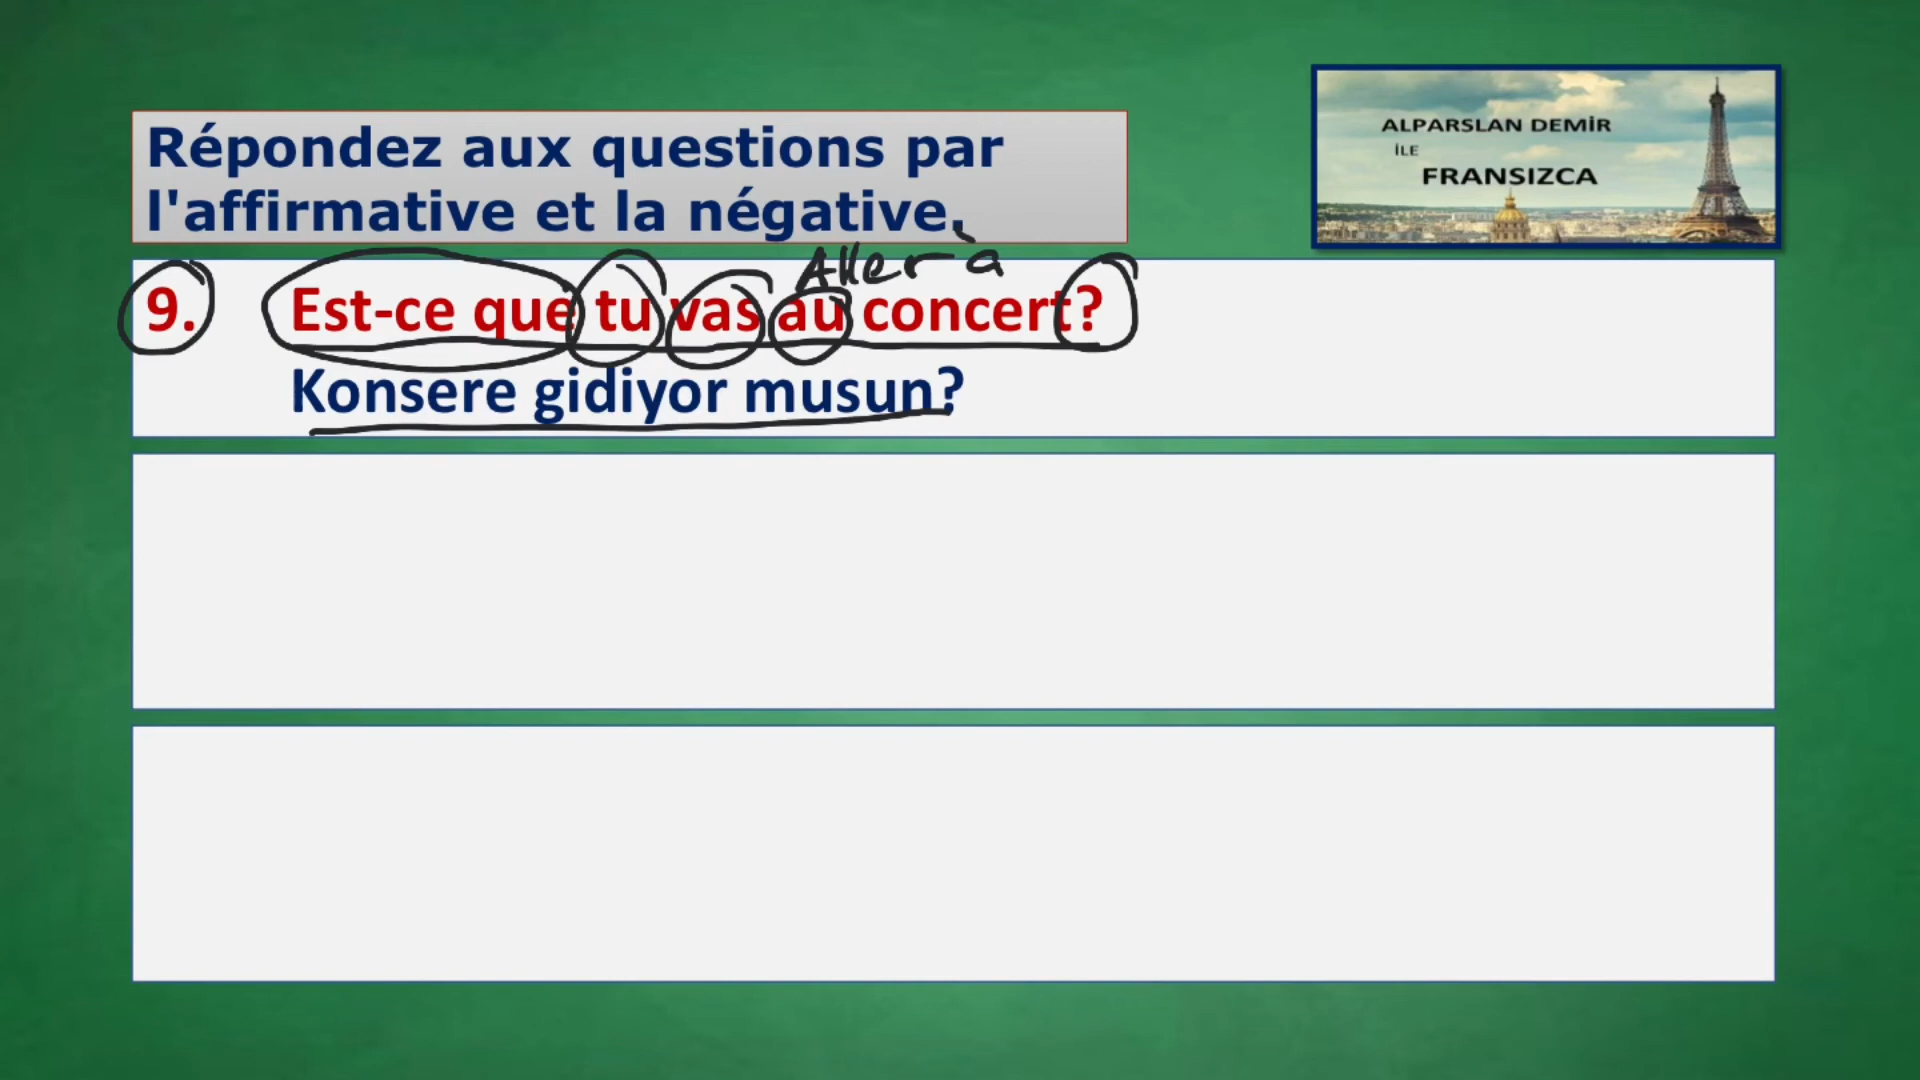 Répondez aux questions par
l'affirmative et la négative.
ALPARSLAN DEMİR
İLE
FRANSIZCA
Aller à
9. Est-ce que tu vas au concert?
Konsere gidiyor musun?